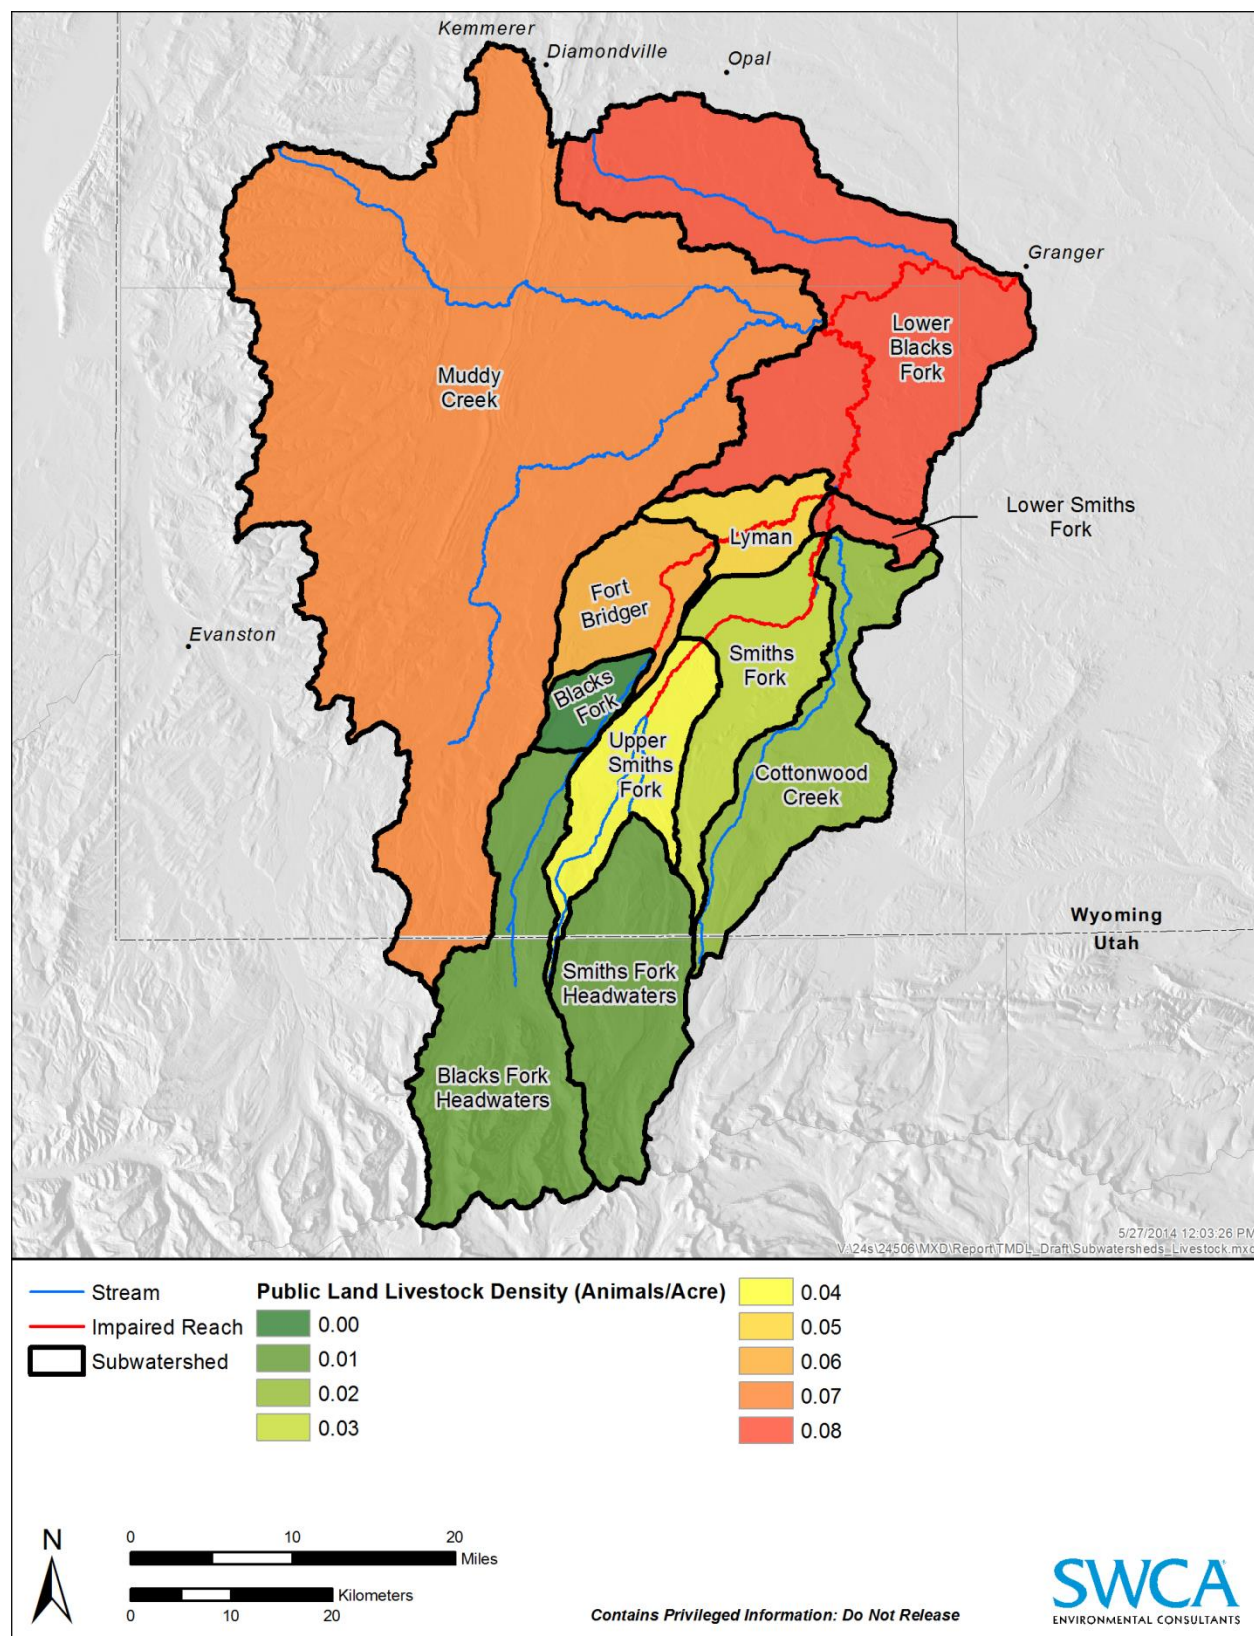 Kemmerer
Diamondville
Opal
Granger
Lower
Blacks
Fork
Muddy
Creek
Lower Smiths
Fork
Lyman
Fort
Bridger
Evanston
Smiths
Fork
Blacks
Fork
Upper
Smiths
Fork
Cottonwood
Creek
Wyoming
Utah
Smiths Fork
Headwaters
Blacks Fork
Headwaters
5/27/2014 12:03:26 PM
V:\24s\24506\MXD\Report\TMDL_Draft\Subwatersheds_Livestock.mxd
Stream
Impaired Reach
Subwatershed
Public Land Livestock Density (Animals/Acre)
0.00
0.01
0.02
0.03
0.04
0.05
0.06
0.07
0.08
N
0 10 20
Miles
Kilometers
0 10 20
Contains Privileged Information: Do Not Release
SWCA
ENVIRONMENTAL CONSULTANTS